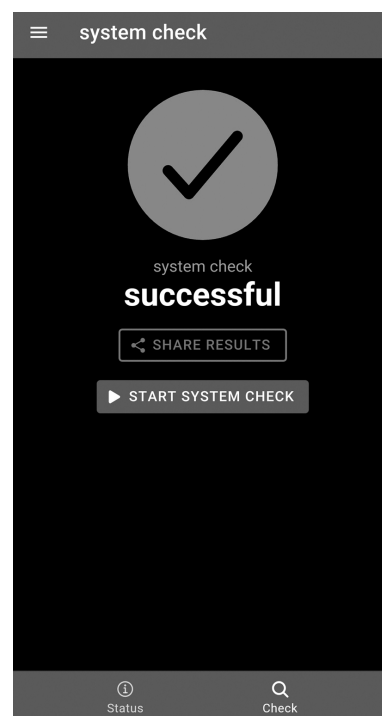 system check
system check
successful
SHARE RESULTS
START SYSTEM CHECK
Status
Check